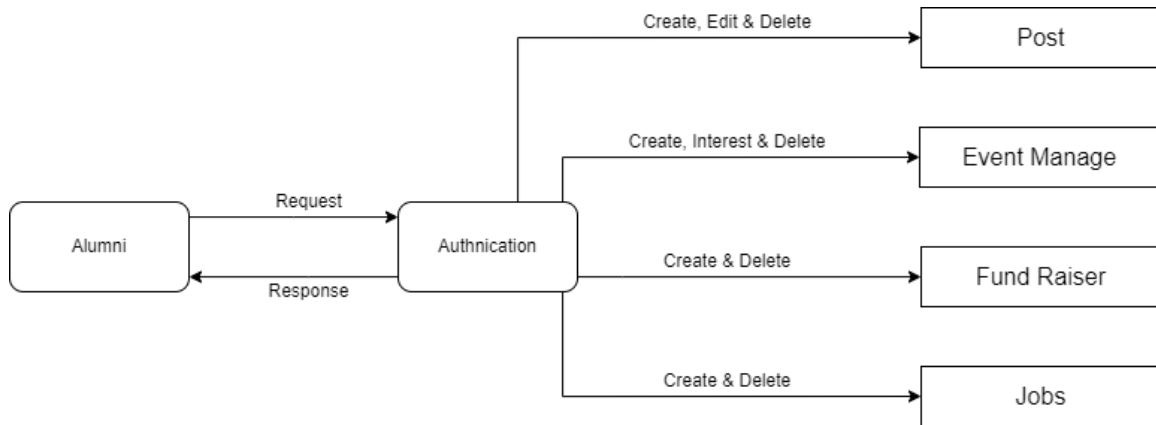 Create, Edit & Delete
Post
Create, Interest & Delete
Event Manage
Request
Alumni
Authnication
Response
Create & Delete
Fund Raiser
Create & Delete
Jobs